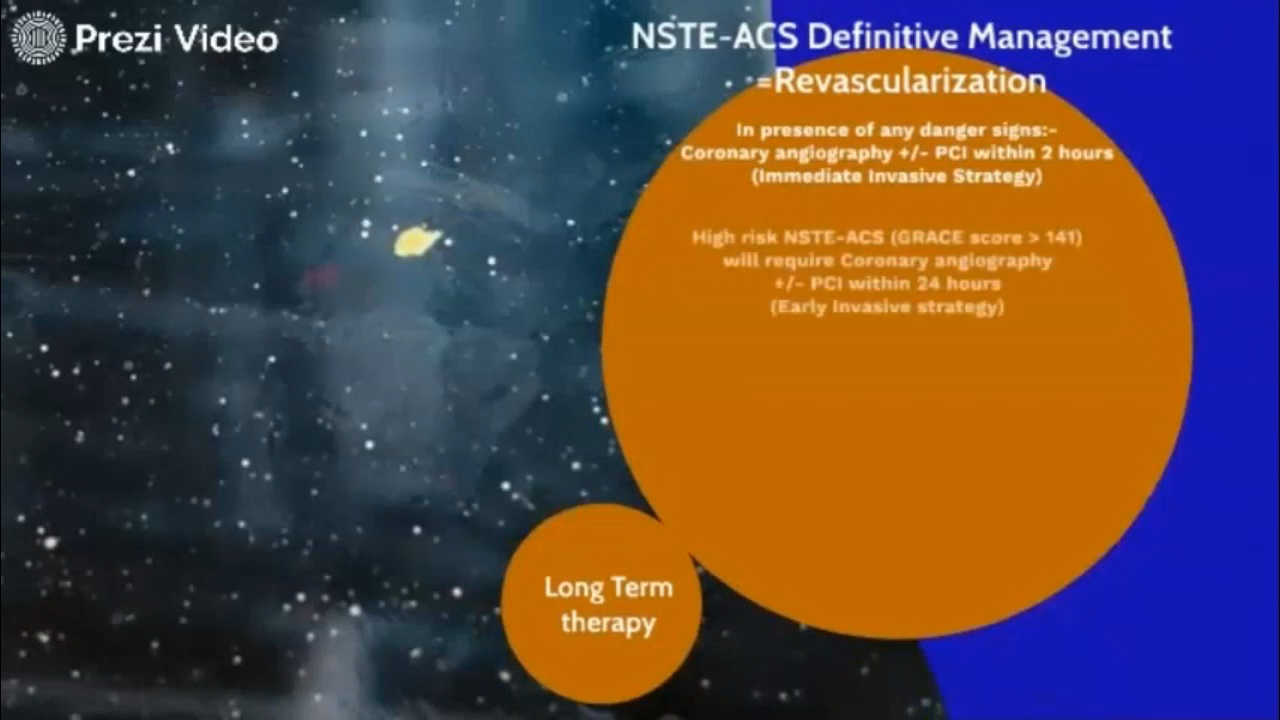 Prezi Video
NSTE-ACS Definitive Management
=Revascularization
In presence of any danger signs:-
Coronary angiography +/- PCI within 2 hours
(Immediate Invasive Strategy)
High risk NSTE-ACS (GRACE score > 141)
will require Coronary angiography
+/- PCI within 24 hours
(Early Invasive strategy)
Long Term
therapy